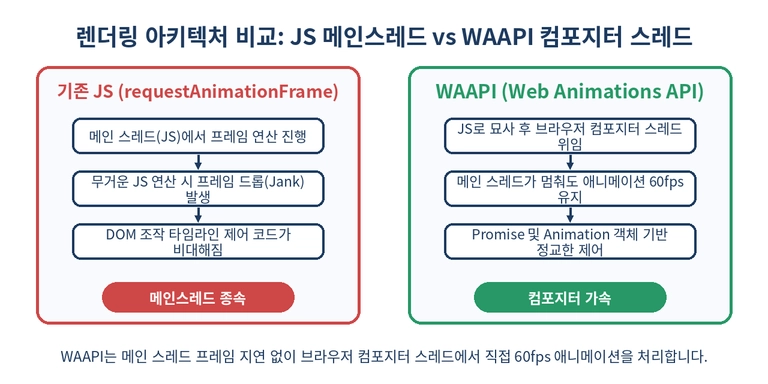 렌더링 아키텍처 비교: JS 메인스레드 vs WAAPI 컴포지터 스레드
기존 JS (requestAnimationFrame)
메인 스레드(JS)에서 프레임 연산 진행
무거운 JS 연산 시 프레임 드롭(Jank)
발생
DOM 조작 타임라인 제어 코드가
비대해짐
메인스레드 종속
WAAPI (Web Animations API)
JS로 묘사 후 브라우저 컴포지터 스레드
위임
메인 스레드가 멈춰도 애니메이션 60fps
유지
Promise 및 Animation 객체 기반
정교한 제어
컴포지터 가속
WAAPI는 메인 스레드 프레임 지연 없이 브라우저 컴포지터 스레드에서 직접 60fps 애니메이션을 처리합니다.